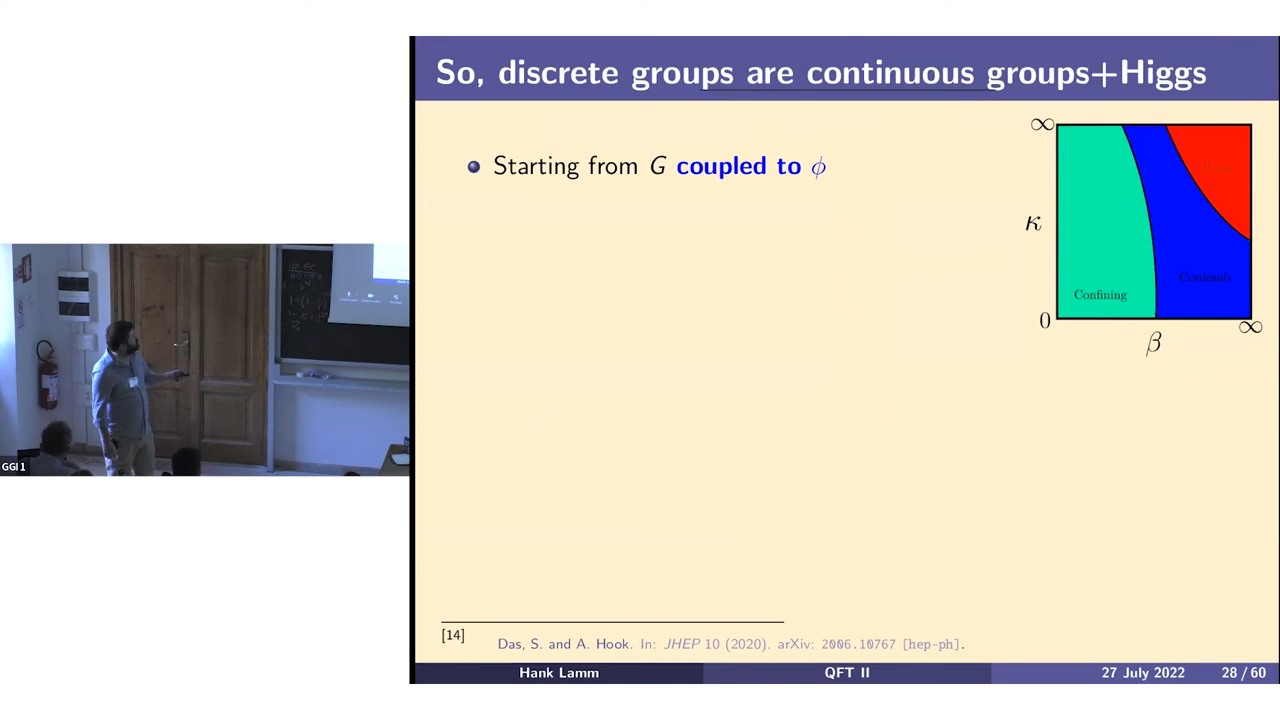 So, discrete groups are continuous groups+Higgs
Starting from G coupled to ϕ
∞
κ
Confining
Coulomb
0
∞
β
[14]
Das, S. and A. Hook. In: JHEP 10 (2020). arXiv: 2006.10767 [hep-ph].
Hank Lamm
QFT II
27 July 2022
28 / 60
GGI 1